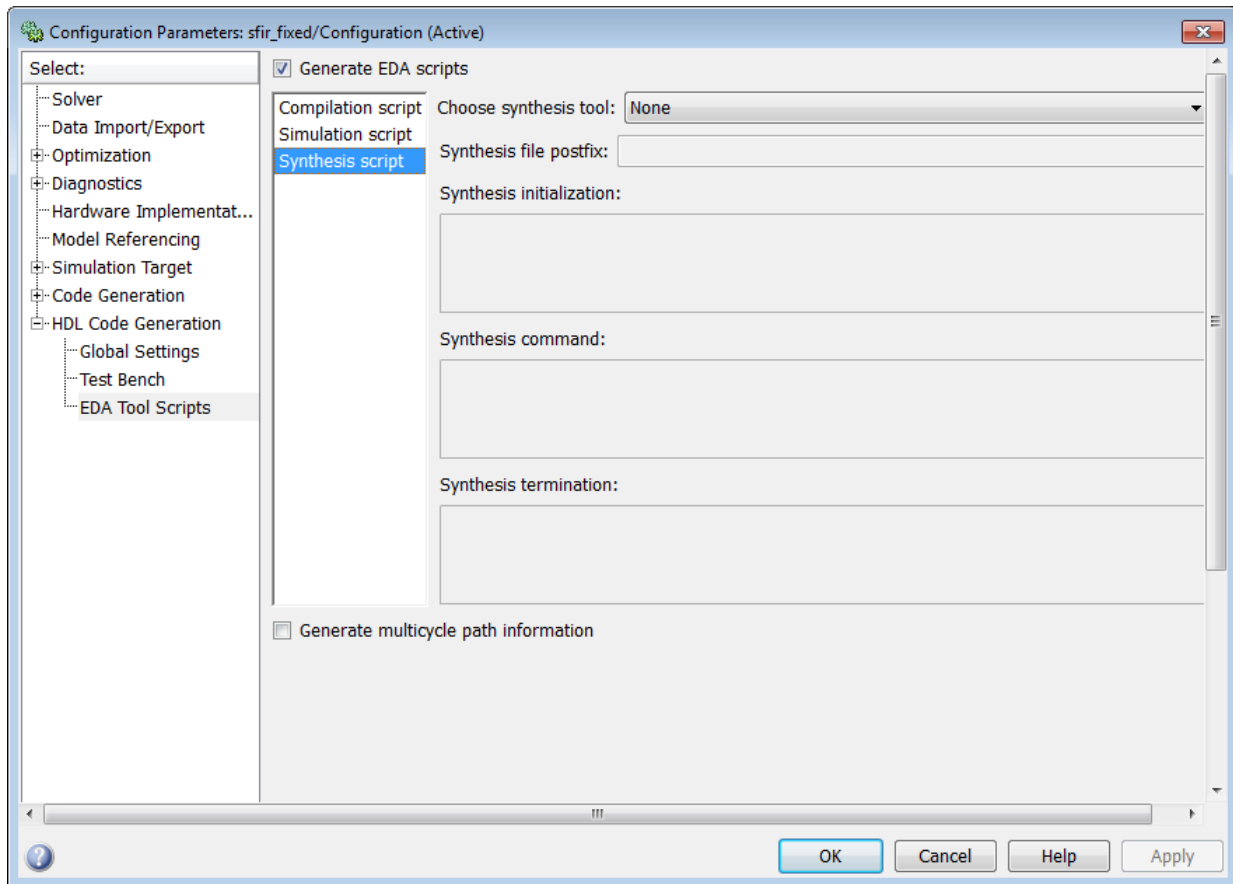 Configuration Parameters: sfir_fixed/Configuration (Active)
Select:
Solver
Data Import/Export
Optimization
Diagnostics
Hardware Implementat...
Model Referencing
Simulation Target
Code Generation
HDL Code Generation
Global Settings
Test Bench
EDA Tool Scripts
Generate EDA scripts
Compilation script
Simulation script
Synthesis script
Choose synthesis tool: None
Synthesis file postfix:
Synthesis initialization:
Synthesis command:
Synthesis termination:
Generate multicycle path information
OK Cancel Help Apply